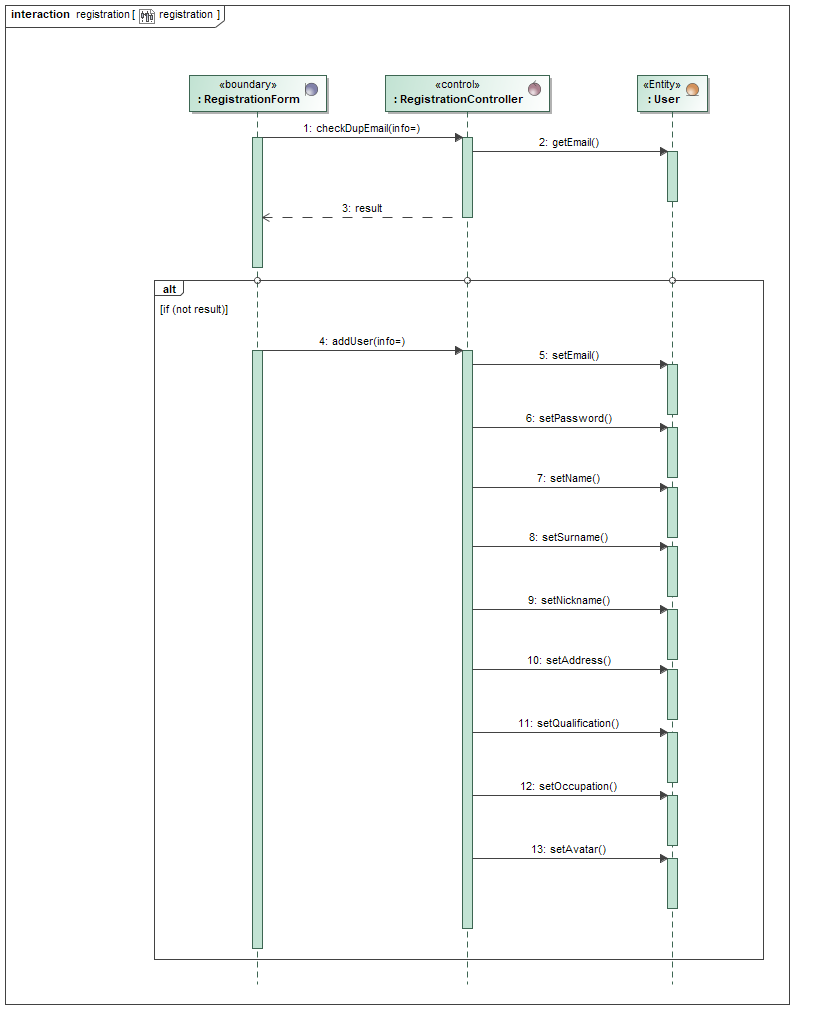 interaction registration [ registration ]
«boundary»
: RegistrationForm
«control»
: RegistrationController
«Entity»
: User
1: checkDupEmail(info=)
2: getEmail()
3: result
alt
[if (not result)]
4: addUser(info=)
5: setEmail()
6: setPassword()
7: setName()
8: setSurname()
9: setNickname()
10: setAddress()
11: setQualification()
12: setOccupation()
13: setAvatar()